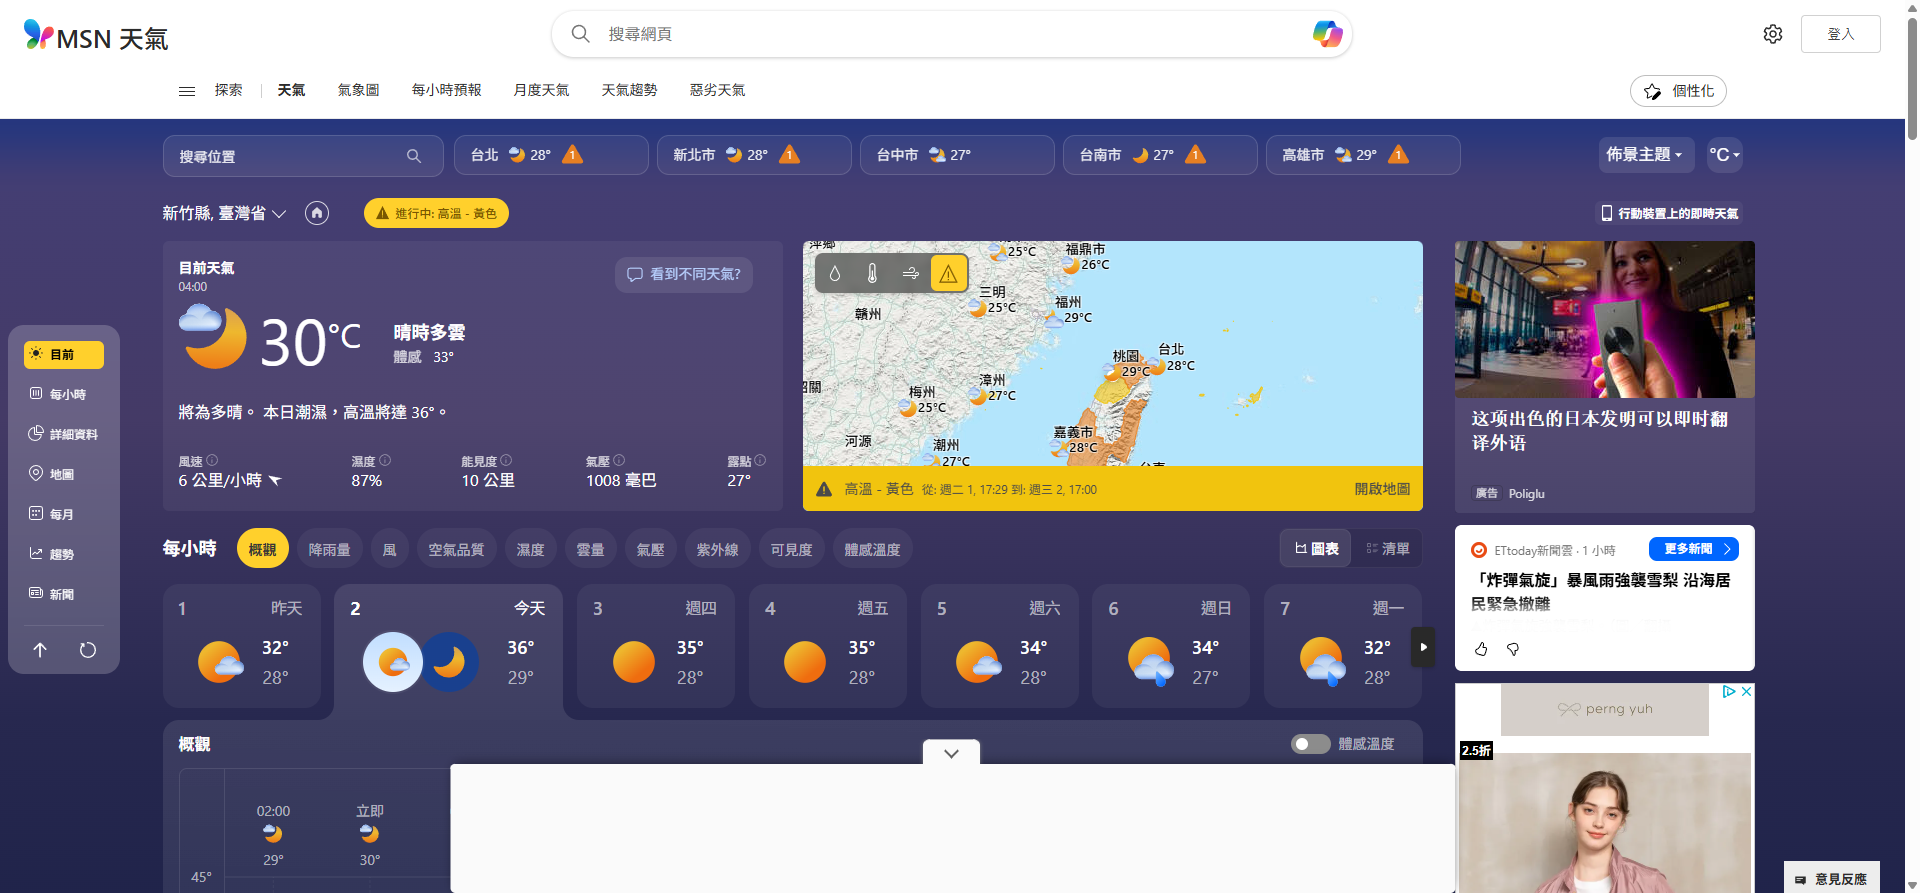 MSN 天氣
搜尋網頁
登入
探索
天氣
氣象圖
每小時預報
月度天氣
天氣趨勢
惡劣天氣
個性化
搜尋位置
台北 28° 1
新北市 28° 1
台中市 27°
台南市 27° 1
高雄市 29° 1
佈景主題
°C
新竹縣, 臺灣省
進行中: 高溫 - 黃色
行動裝置上的即時天氣
目前
每小時
詳細資料
地圖
每月
趨勢
新聞
目前天氣
04:00
看到不同天氣?
30°C
晴時多雲
體感 33°
將為多晴。 本日潮濕，高溫將達 36°。
風速
6 公里/小時
濕度
87%
能見度
10 公里
氣壓
1008 毫巴
露點
27°
萍鄉
25°C
福鼎市
26°C
三明
25°C
贛州
福州
29°C
韶關
桃園
29°C
台北
28°C
梅州
25°C
漳州
27°C
河源
潮州
27°C
嘉義市
28°C
台東
高溫 - 黃色 從: 週二 1, 17:29 到: 週三 2, 17:00
開啟地圖
每小時
概觀
降雨量
風
空氣品質
濕度
雲量
氣壓
紫外線
可見度
體感溫度
圖表
清單
1 昨天
32°
28°
2 今天
36°
29°
3 週四
35°
28°
4 週五
35°
28°
5 週六
34°
28°
6 週日
34°
27°
7 週一
32°
28°
概觀
體感溫度
02:00
29°
立即
30°
45°
这项出色的日本发明可以即时翻
译外语
廣告 Poliglu
ETtoday新聞雲 · 1 小時
更多新聞
「炸彈氣旋」暴風雨強襲雪梨 沿海居
民緊急撤離
perng yuh
2.5折
意見反應